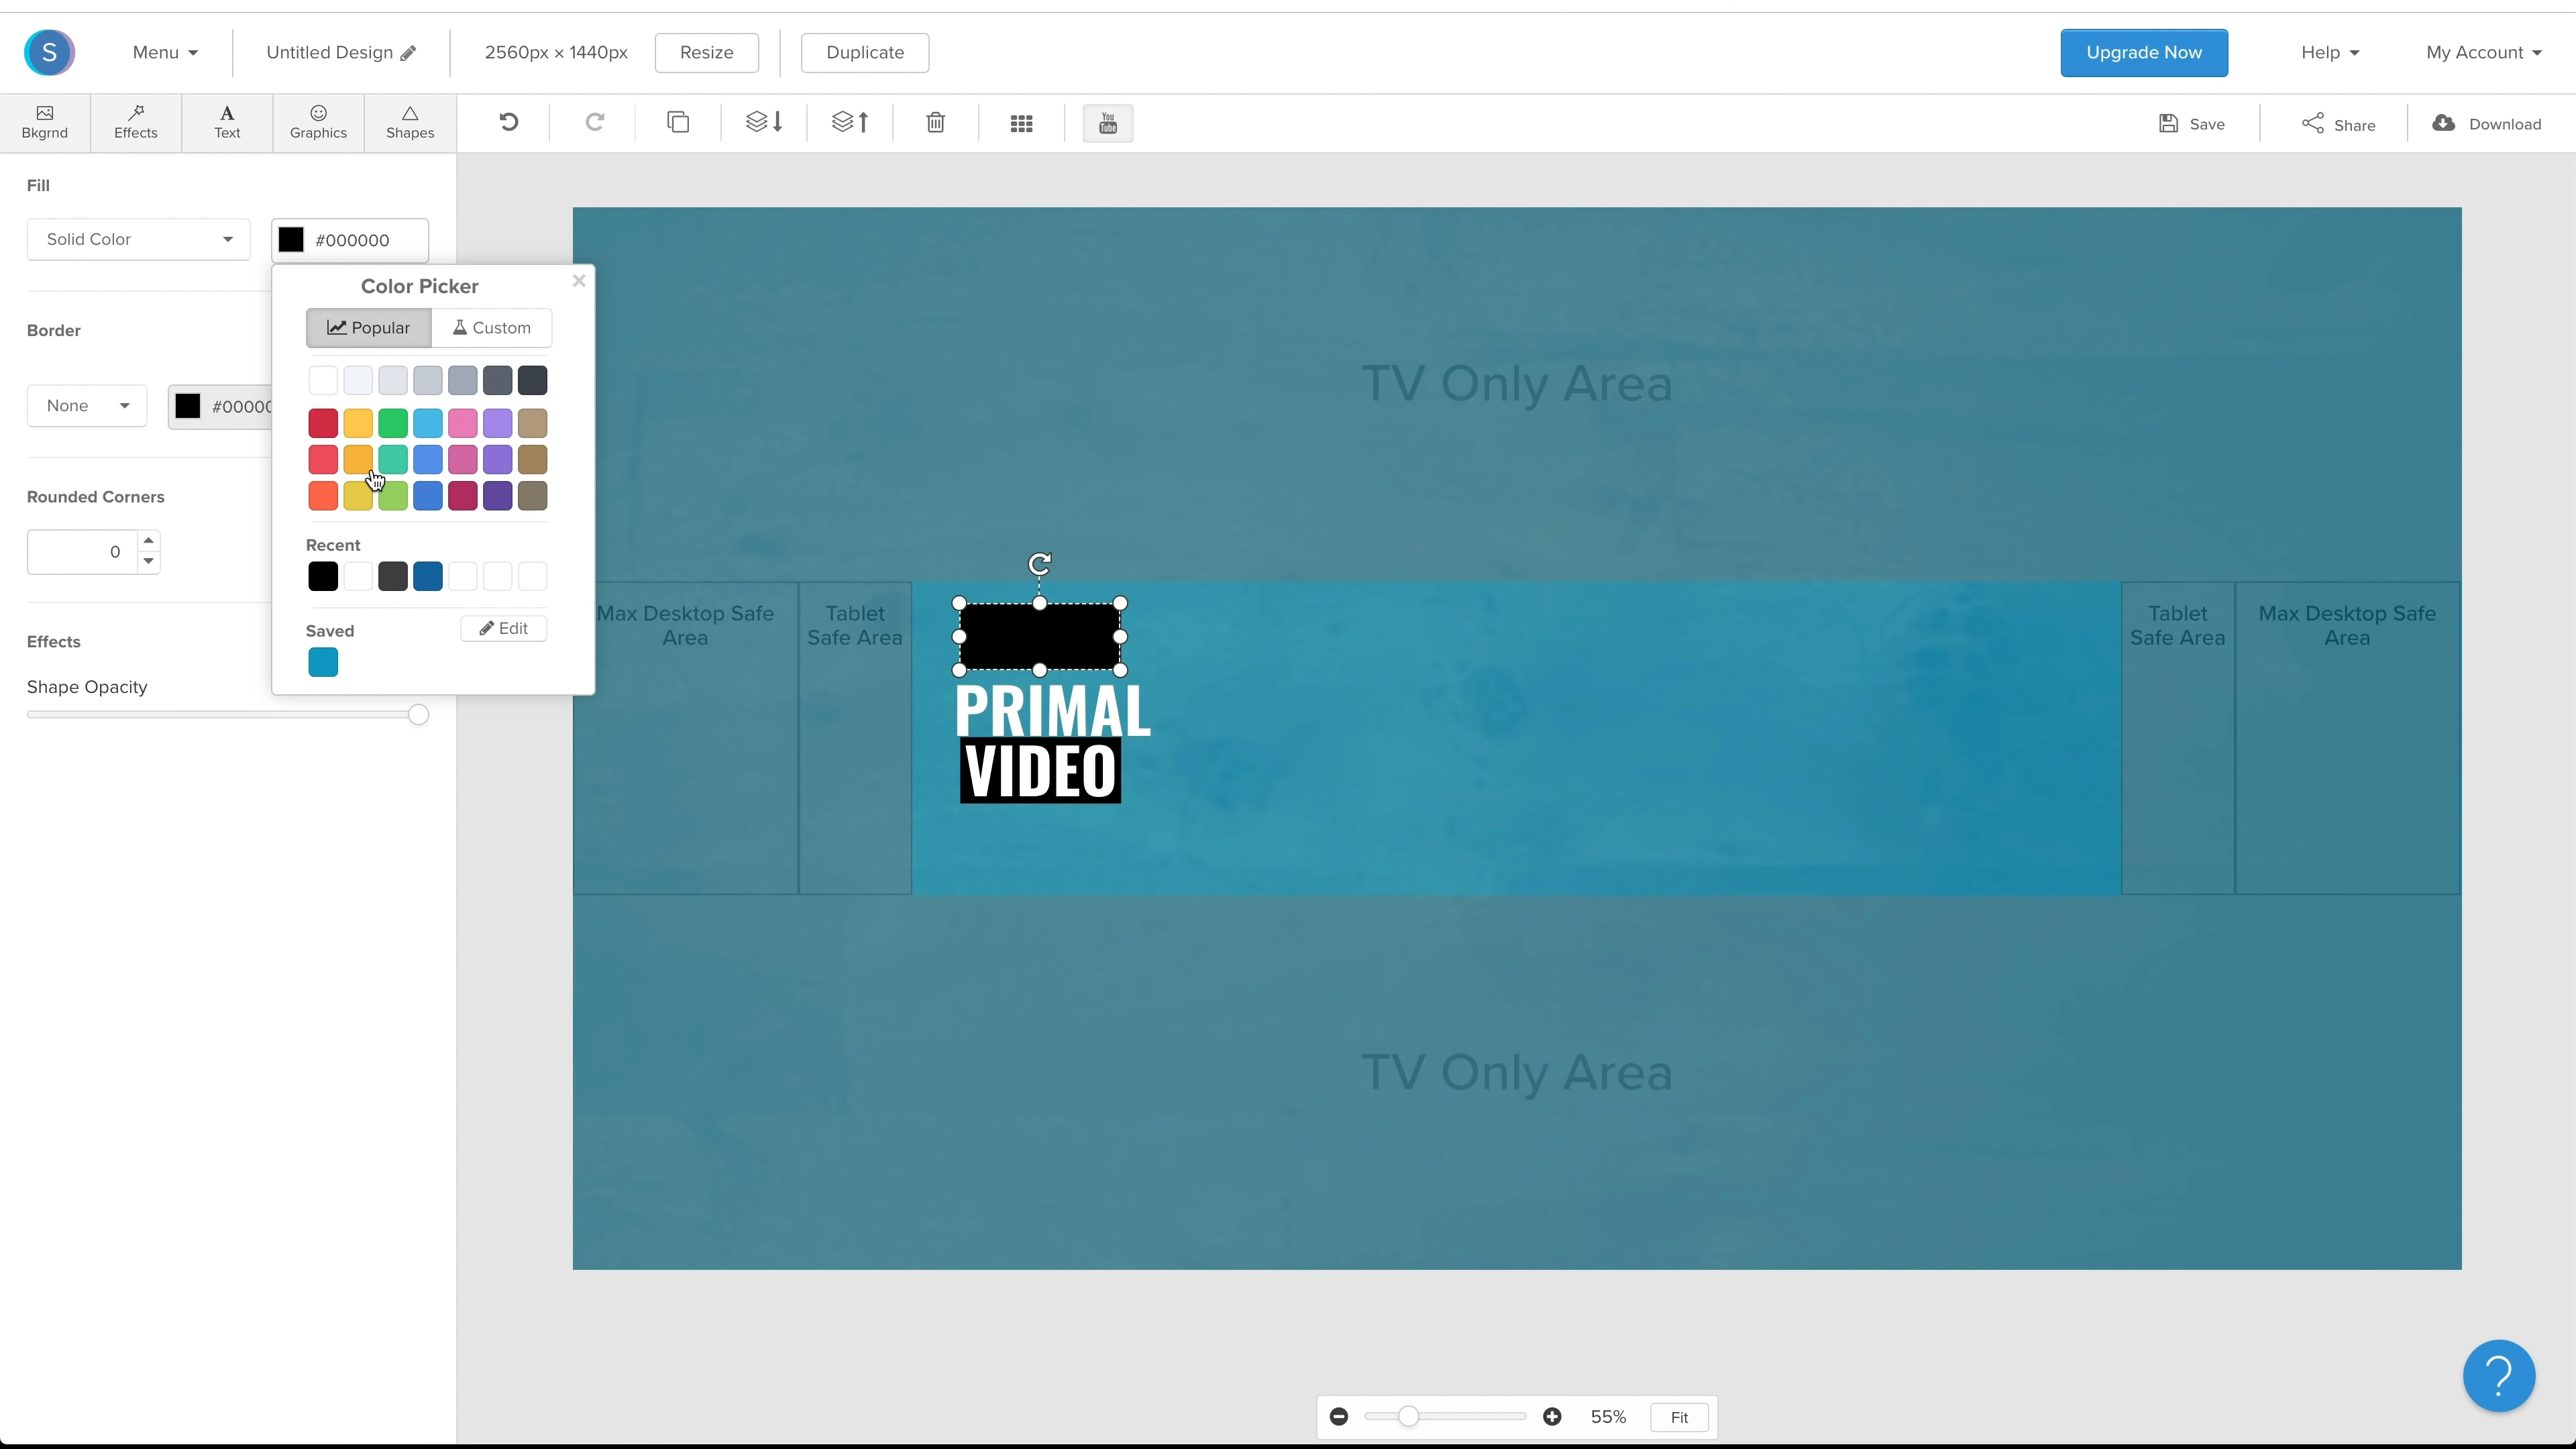 S
Menu
Untitled Design
2560px × 1440px
Resize
Duplicate
Upgrade Now
Help
My Account
Bkgrnd
Effects
A
Text
Graphics
Shapes
You
Tube
Save
Share
Download
Fill
Solid Color
#000000
Color Picker
Popular
Custom
Border
None
#00000
Rounded Corners
0
Recent
Saved
Edit
Effects
Shape Opacity
TV Only Area
Max Desktop Safe
Area
Tablet
Safe Area
PRIMAL
VIDEO
Tablet
Safe Area
Max Desktop Safe
Area
TV Only Area
55%
Fit
?